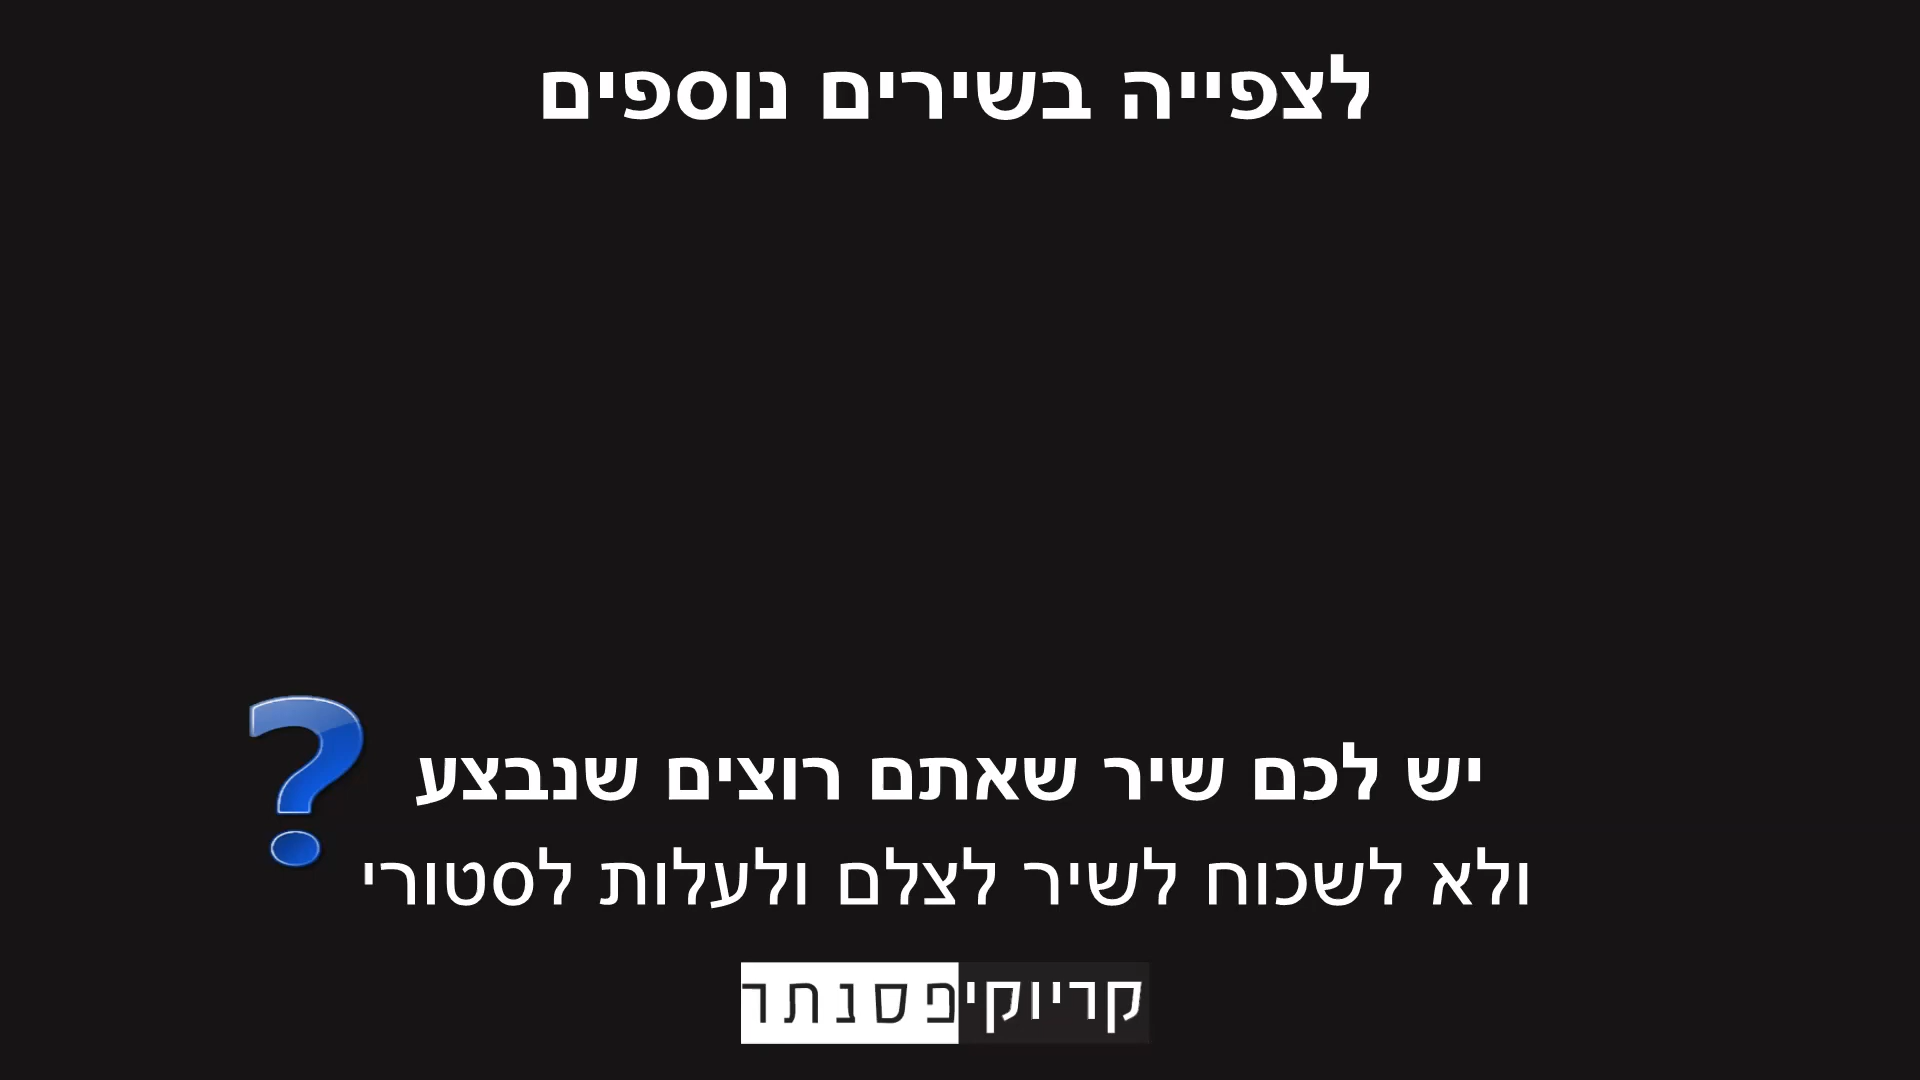 לצפייה בשירים נוספים
יש לכם שיר שאתם רוצים שנבצע?
ולא לשכוח לשיר לצלם ולעלות לסטורי
קריוקיפסנתר